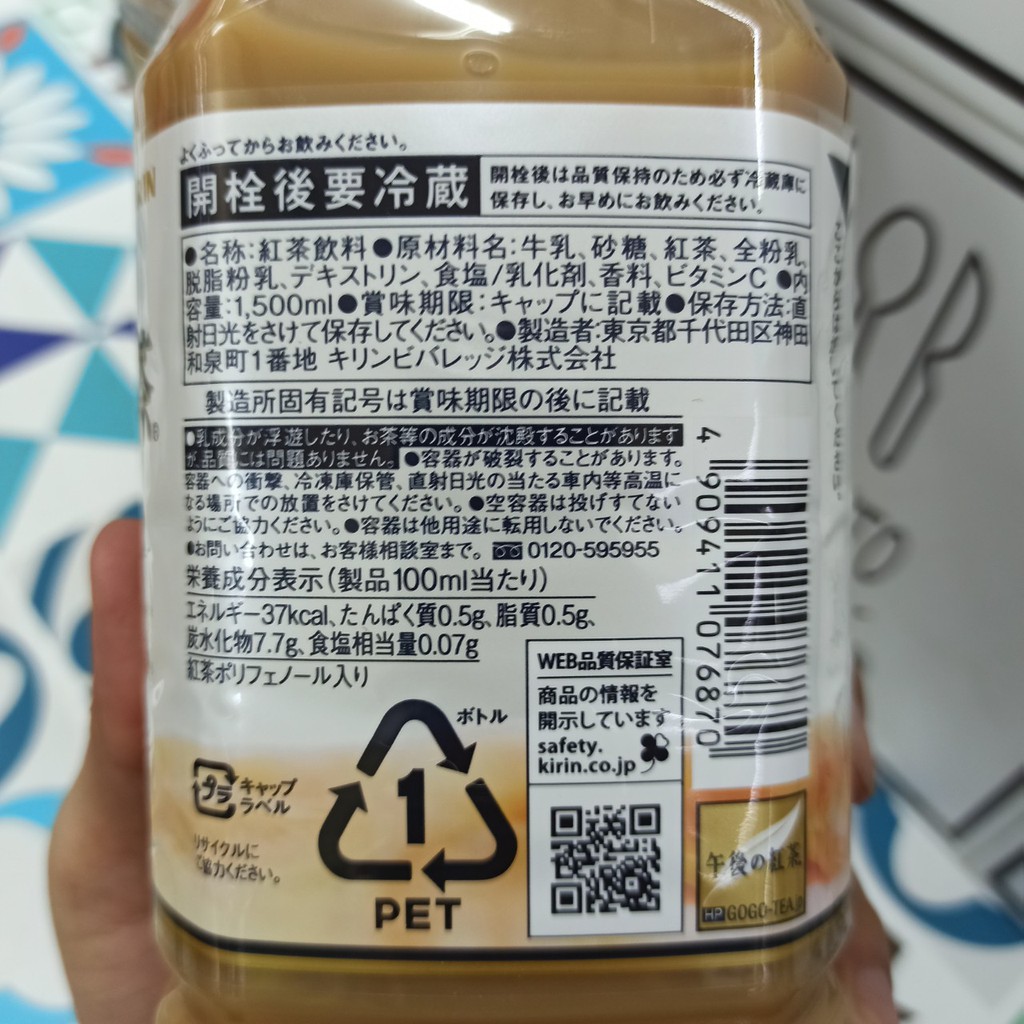 よくふってからお飲みください。
開栓後要冷蔵
開栓後は品質保持のため必ず冷蔵庫に
保存し、お早めにお飲みください。
●名称:紅茶飲料●原材料名:牛乳、砂糖、紅茶、全粉乳、
脱脂粉乳、デキストリン、食塩/乳化剤、香料、ビタミンC ●内
容量:1,500ml●賞味期限:キャップに記載●保存方法:直
射日光をさけて保存してください。●製造者:東京都千代田区神田
和泉町1番地 キリンビバレッジ株式会社
製造所固有記号は賞味期限の後に記載
●乳成分が浮遊したり、お茶等の成分が沈殿することがあります
が、品質には問題ありません。●容器が破裂することがあります。
容器への衝撃、冷凍庫保管、直射日光の当たる車内等高温に
なる場所での放置をさけてください。●空容器は投げすてない
ようにご協力ください。●容器は他用途に転用しないでください。
●お問い合わせは、お客様相談室まで。 0120-595955
栄養成分表示(製品100ml当たり)
エネルギー37kcal、たんぱく質0.5g、脂質0.5g、
炭水化物7.7g、食塩相当量0.07g
紅茶ポリフェノール入り
4 909411 076870
WEB品質保証室
商品の情報を
開示しています
safety.
kirin.co.jp
ボトル
1
PET
プラ
キャップ
ラベル
リサイクルに
ご協力ください。
午後の紅茶
HP GOGO-TEA.jp